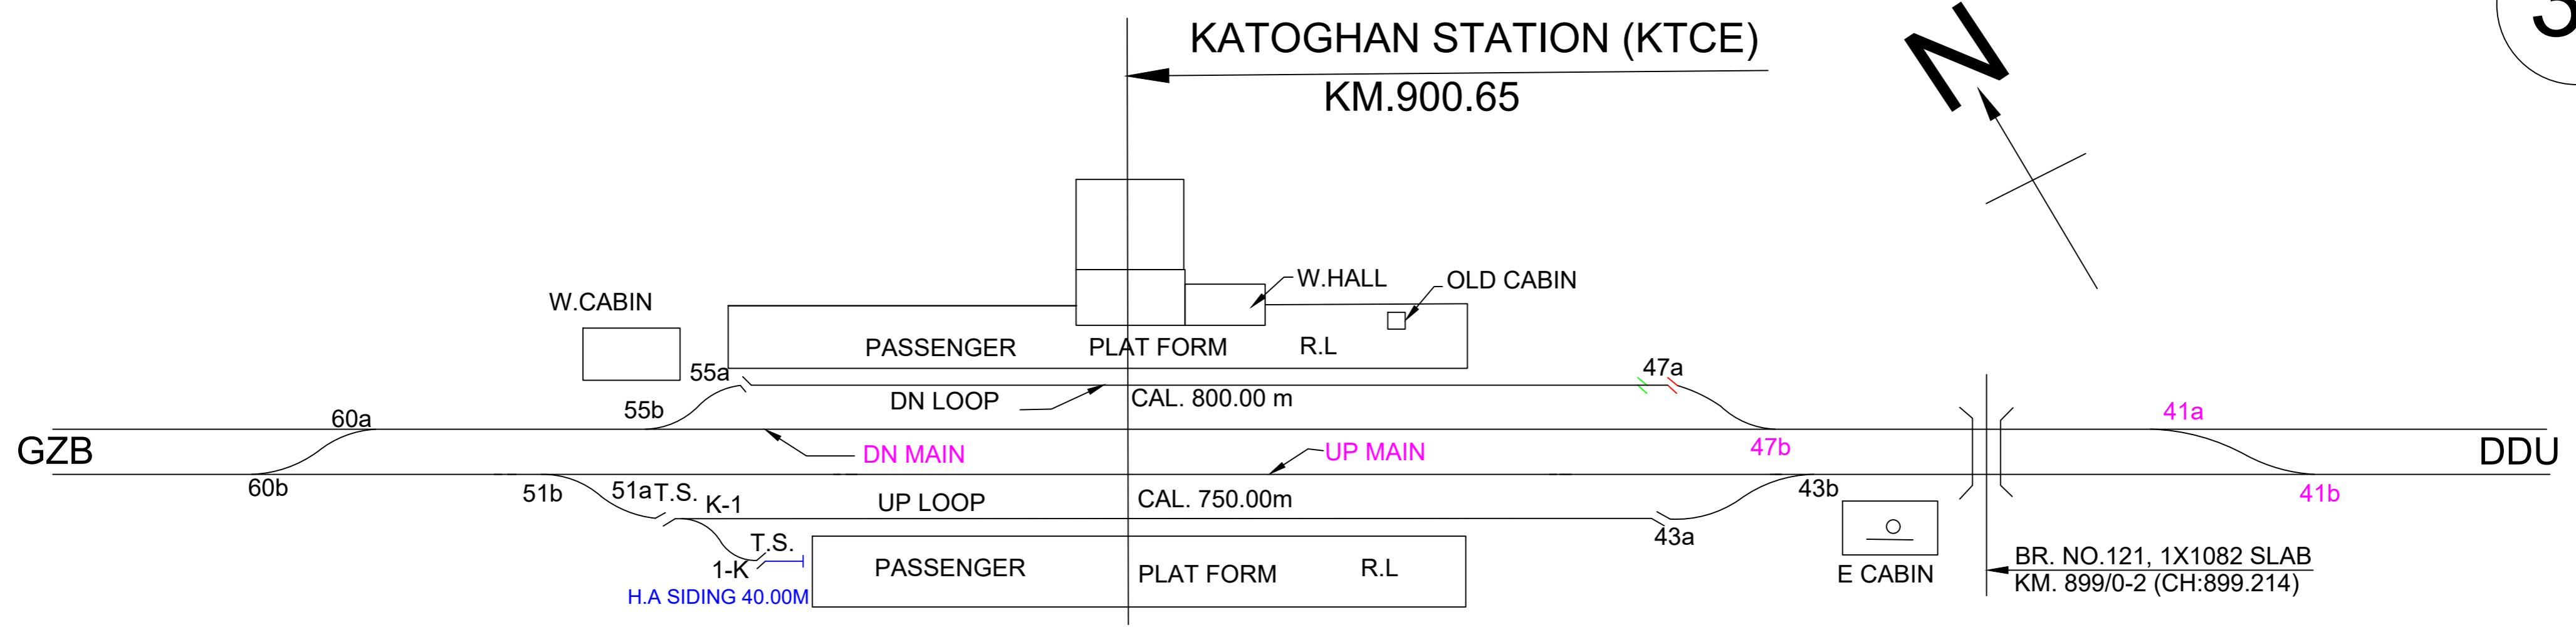 KATOGHAN STATION (KTCE)
KM.900.65
N
3
W.HALL
OLD CABIN
W.CABIN
PASSENGER PLAT FORM R.L
55a
47a
DN LOOP
CAL. 800.00 m
55b
60a
41a
GZB
DN MAIN
UP MAIN
47b
DDU
60b
51b
51a T.S.
K-1
UP LOOP
CAL. 750.00m
43b
41b
43a
T.S.
1-K
PASSENGER PLAT FORM R.L
E CABIN
BR. NO.121, 1X1082 SLAB
KM. 899/0-2 (CH:899.214)
H.A SIDING 40.00M